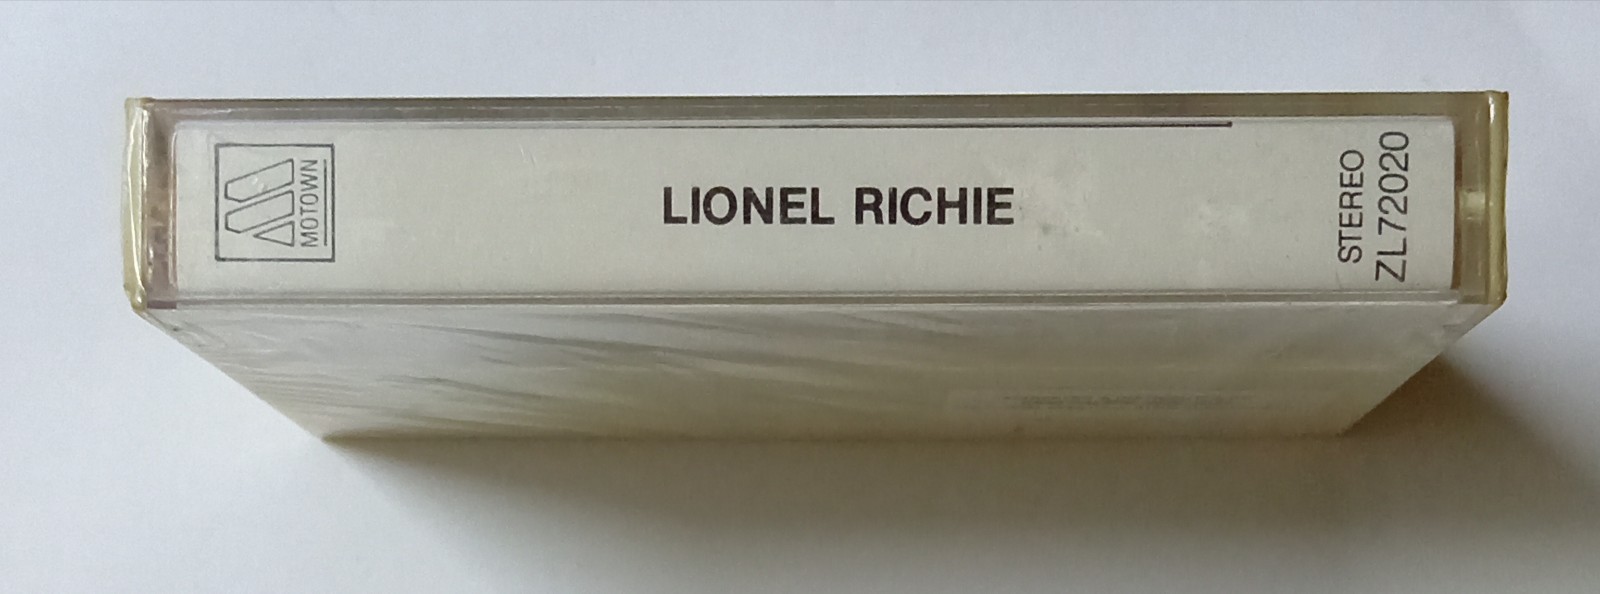 MOTOWN
LIONEL RICHIE
STEREO
ZL72020